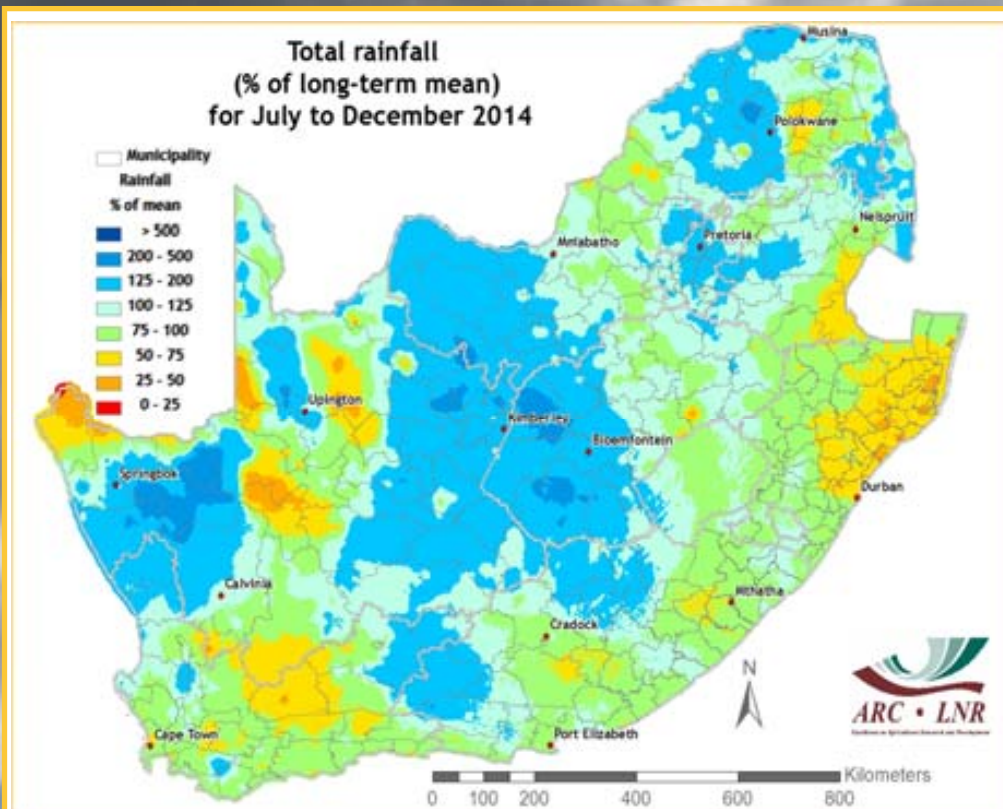 Total rainfall
(% of long-term mean)
for July to December 2014
Municipality
Rainfall
% of mean
> 500
200 - 500
125 - 200
100 - 125
75 - 100
50 - 75
25 - 50
0 - 25
Musina
Polokwane
Nelspruit
Pretoria
Mmabatho
Upington
Kimberley
Bloemfontein
Springbok
Durban
Calvinia
Mthatha
Cradock
Cape Town
Port Elizabeth
N
ARC • LNR
Kilometers
0 100 200 400 600 800